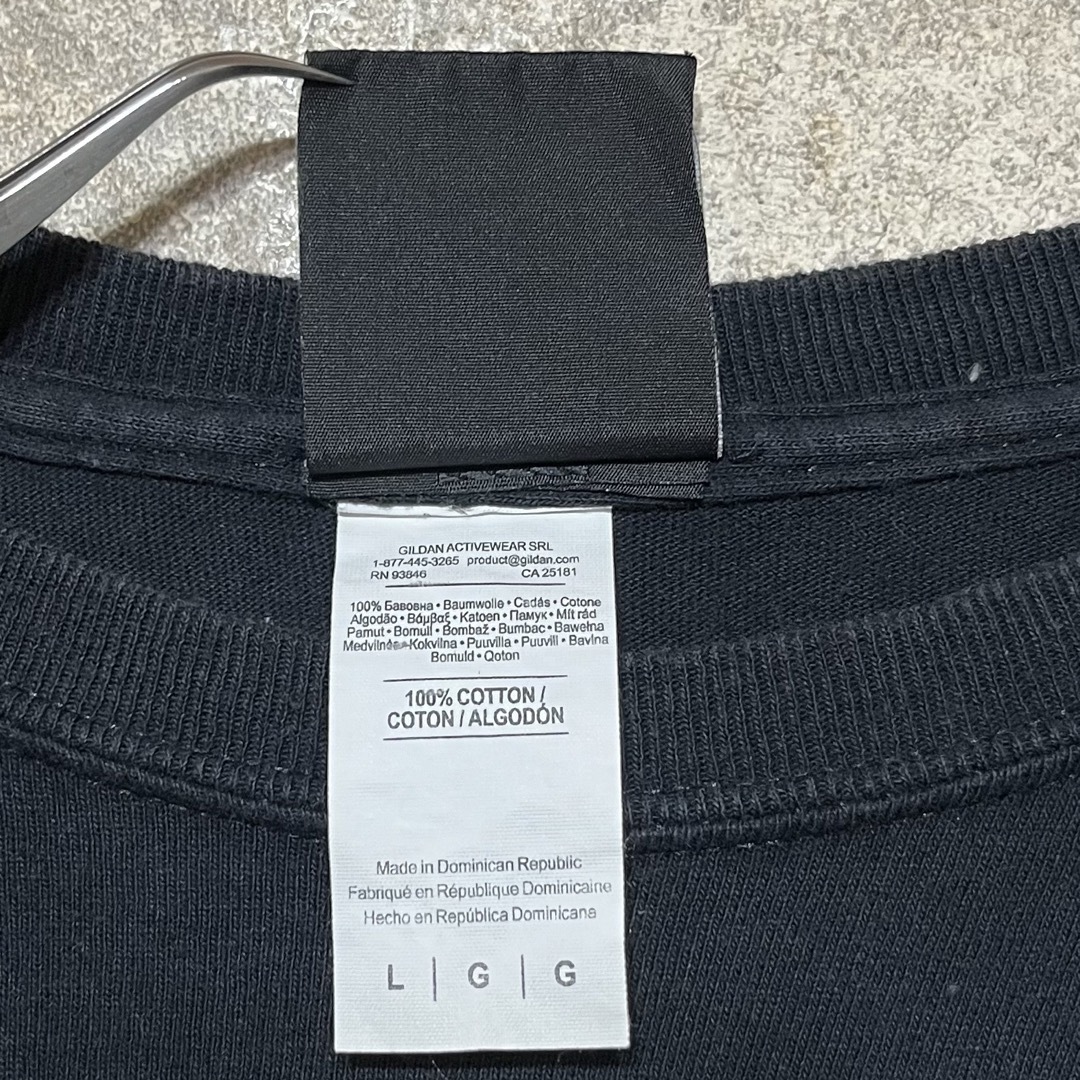 GILDAN ACTIVEWEAR SRL
1-877-445-3265 product@gildan.com
RN 93846 CA 25181
100% Бавовна • Baumwolle • Cadás • Cotone
Algodão • Βάμβαξ • Katoen • Памук • Mit rád
Pamut • Bomull • Bombaž • Bumbac • Bawełna
Medvilnės • Kokvilna • Puuvilla • Puuvill • Bavlna
Bomuld • Qoton
100% COTTON /
COTON / ALGODÓN
Made in Dominican Republic
Fabriqué en République Dominicaine
Hecho en República Dominicana
L | G | G